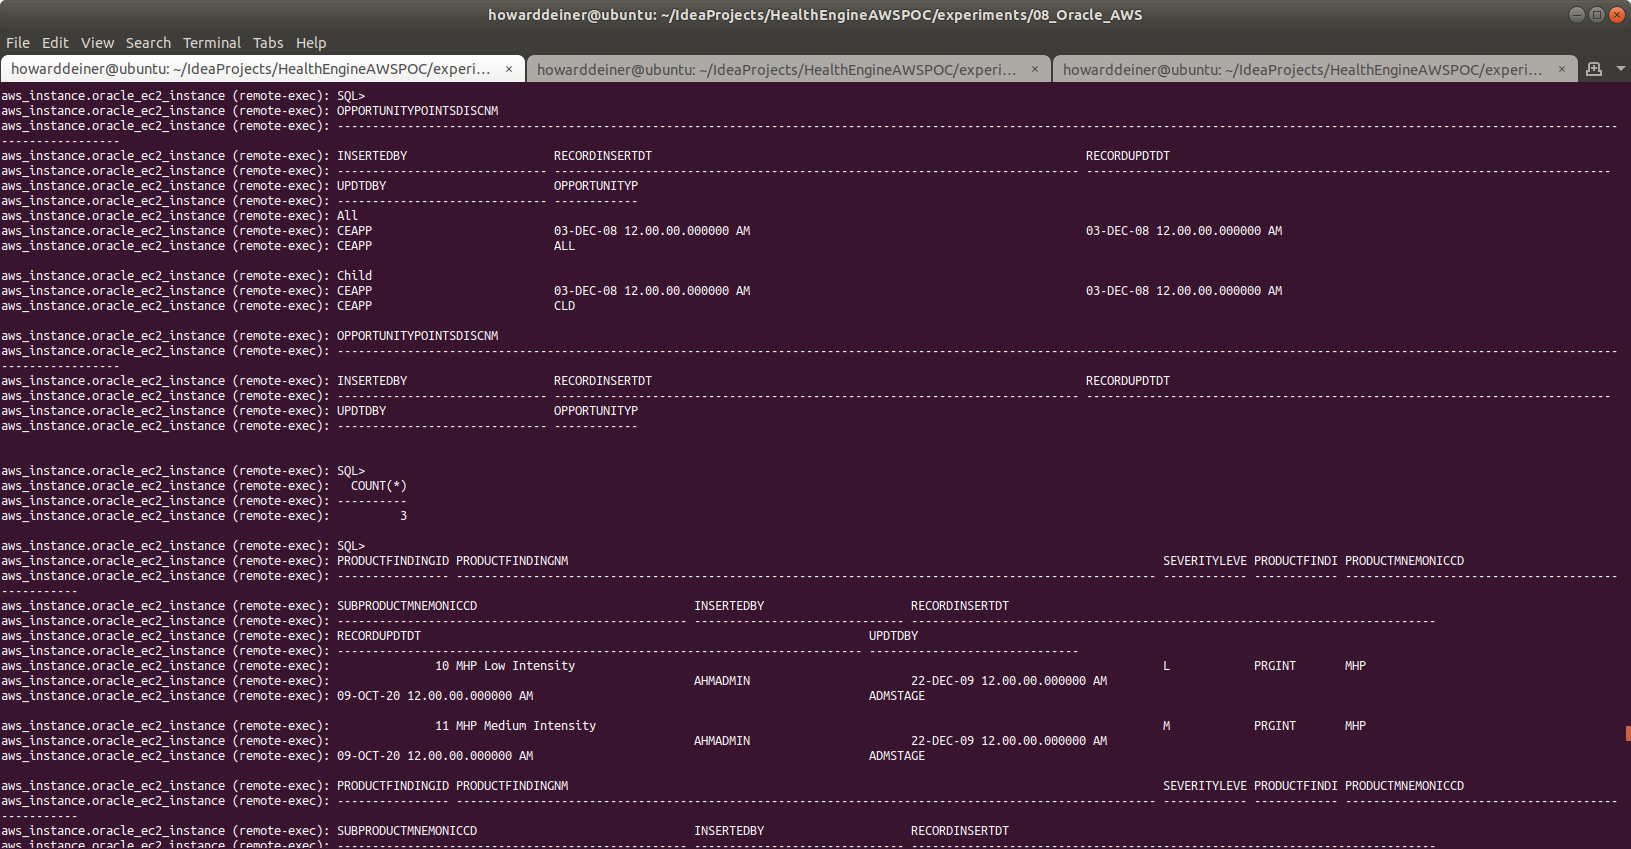 howarddeiner@ubuntu: ~/IdeaProjects/HealthEngineAWSPOC/experiments/08_Oracle_AWS
File Edit View Search Terminal Tabs Help
howarddeiner@ubuntu: ~/IdeaProjects/HealthEngineAWSPOC/experi... × howarddeiner@ubuntu: ~/IdeaProjects/HealthEngineAWSPOC/experi... × howarddeiner@ubuntu: ~/IdeaProjects/HealthEngineAWSPOC/experi... ×
aws_instance.oracle_ec2_instance (remote-exec): SQL>
aws_instance.oracle_ec2_instance (remote-exec): OPPORTUNITYPOINTSDISCNM
aws_instance.oracle_ec2_instance (remote-exec): --------------------
-----------------
aws_instance.oracle_ec2_instance (remote-exec): INSERTEDBY RECORDINSERTDT RECORDUPDTDT
aws_instance.oracle_ec2_instance (remote-exec): ------------------------------ -------------------- --------------------
aws_instance.oracle_ec2_instance (remote-exec): UPDTDBY OPPORTUNITYP
aws_instance.oracle_ec2_instance (remote-exec): ------------------------------ ------------
aws_instance.oracle_ec2_instance (remote-exec): All
aws_instance.oracle_ec2_instance (remote-exec): CEAPP 03-DEC-08 12.00.00.000000 AM 03-DEC-08 12.00.00.000000 AM
aws_instance.oracle_ec2_instance (remote-exec): CEAPP ALL
aws_instance.oracle_ec2_instance (remote-exec): Child
aws_instance.oracle_ec2_instance (remote-exec): CEAPP 03-DEC-08 12.00.00.000000 AM 03-DEC-08 12.00.00.000000 AM
aws_instance.oracle_ec2_instance (remote-exec): CEAPP CLD
aws_instance.oracle_ec2_instance (remote-exec): OPPORTUNITYPOINTSDISCNM
aws_instance.oracle_ec2_instance (remote-exec): --------------------
-----------------
aws_instance.oracle_ec2_instance (remote-exec): INSERTEDBY RECORDINSERTDT RECORDUPDTDT
aws_instance.oracle_ec2_instance (remote-exec): ------------------------------ -------------------- --------------------
aws_instance.oracle_ec2_instance (remote-exec): UPDTDBY OPPORTUNITYP
aws_instance.oracle_ec2_instance (remote-exec): ------------------------------ ------------
aws_instance.oracle_ec2_instance (remote-exec): SQL>
aws_instance.oracle_ec2_instance (remote-exec): COUNT(*)
aws_instance.oracle_ec2_instance (remote-exec): ----------
aws_instance.oracle_ec2_instance (remote-exec): 3
aws_instance.oracle_ec2_instance (remote-exec): SQL>
aws_instance.oracle_ec2_instance (remote-exec): PRODUCTFINDINGID PRODUCTFINDINGNM SEVERITYLEVE PRODUCTFINDI PRODUCTMNEMONICCD
aws_instance.oracle_ec2_instance (remote-exec): ---------------- -------------------- ------------ ------------ --------------------
-----------
aws_instance.oracle_ec2_instance (remote-exec): SUBPRODUCTMNEMONICCD INSERTEDBY RECORDINSERTDT
aws_instance.oracle_ec2_instance (remote-exec): -------------------- ------------------------------ --------------------
aws_instance.oracle_ec2_instance (remote-exec): RECORDUPDTDT UPDTDBY
aws_instance.oracle_ec2_instance (remote-exec): -------------------- ------------------------------
aws_instance.oracle_ec2_instance (remote-exec): 10 MHP Low Intensity L PRGINT MHP
aws_instance.oracle_ec2_instance (remote-exec): AHMADMIN 22-DEC-09 12.00.00.000000 AM
aws_instance.oracle_ec2_instance (remote-exec): 09-OCT-20 12.00.00.000000 AM ADMSTAGE
aws_instance.oracle_ec2_instance (remote-exec): 11 MHP Medium Intensity M PRGINT MHP
aws_instance.oracle_ec2_instance (remote-exec): AHMADMIN 22-DEC-09 12.00.00.000000 AM
aws_instance.oracle_ec2_instance (remote-exec): 09-OCT-20 12.00.00.000000 AM ADMSTAGE
aws_instance.oracle_ec2_instance (remote-exec): PRODUCTFINDINGID PRODUCTFINDINGNM SEVERITYLEVE PRODUCTFINDI PRODUCTMNEMONICCD
aws_instance.oracle_ec2_instance (remote-exec): ---------------- -------------------- ------------ ------------ --------------------
-----------
aws_instance.oracle_ec2_instance (remote-exec): SUBPRODUCTMNEMONICCD INSERTEDBY RECORDINSERTDT
aws_instance.oracle_ec2_instance (remote-exec): -------------------- ------------------------------ --------------------